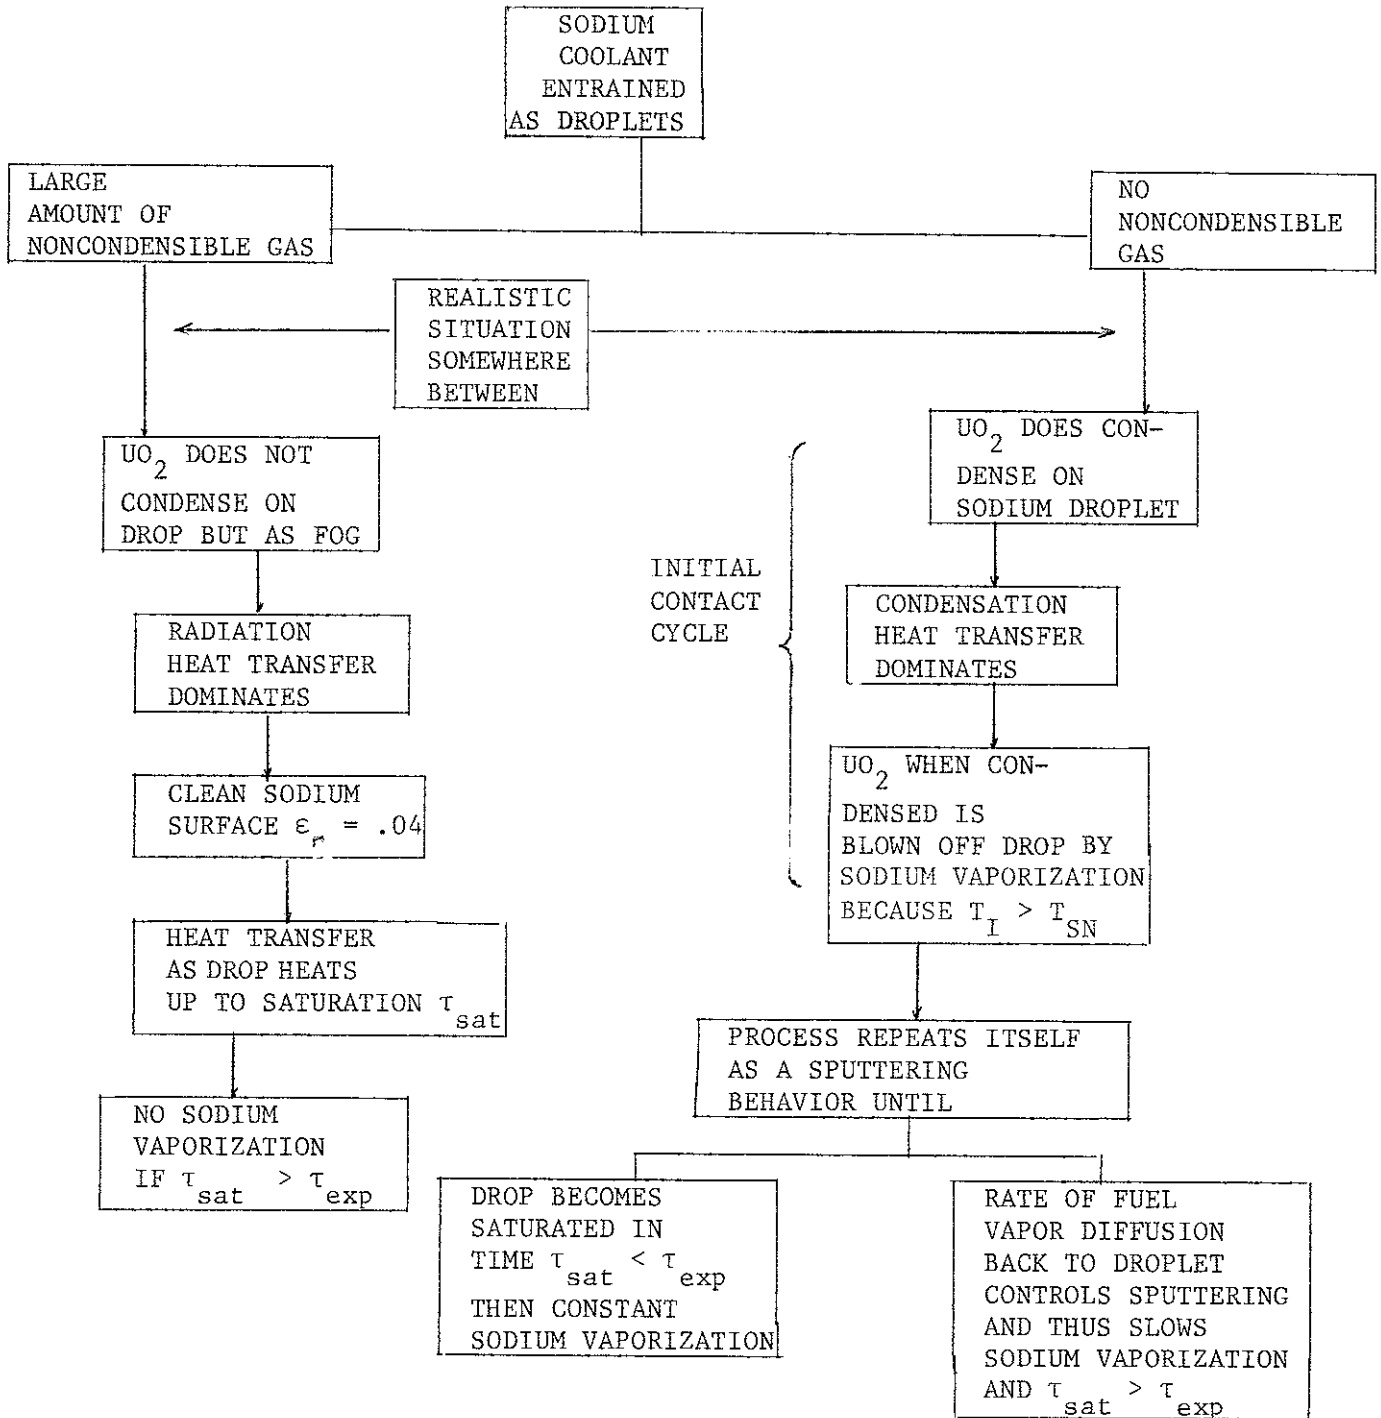 SODIUM
COOLANT
ENTRAINED
AS DROPLETS
LARGE
AMOUNT OF
NONCONDENSIBLE GAS
NO
NONCONDENSIBLE
GAS
REALISTIC
SITUATION
SOMEWHERE
BETWEEN
UO2 DOES NOT
CONDENSE ON
DROP BUT AS FOG
RADIATION
HEAT TRANSFER
DOMINATES
CLEAN SODIUM
SURFACE εr = .04
HEAT TRANSFER
AS DROP HEATS
UP TO SATURATION τsat
NO SODIUM
VAPORIZATION
IF τsat > τexp
INITIAL
CONTACT
CYCLE
UO2 DOES CON-
DENSE ON
SODIUM DROPLET
CONDENSATION
HEAT TRANSFER
DOMINATES
UO2 WHEN CON-
DENSED IS
BLOWN OFF DROP BY
SODIUM VAPORIZATION
BECAUSE TI > TSN
PROCESS REPEATS ITSELF
AS A SPUTTERING
BEHAVIOR UNTIL
DROP BECOMES
SATURATED IN
TIME τsat < τexp
THEN CONSTANT
SODIUM VAPORIZATION
RATE OF FUEL
VAPOR DIFFUSION
BACK TO DROPLET
CONTROLS SPUTTERING
AND THUS SLOWS
SODIUM VAPORIZATION
AND τsat > τexp